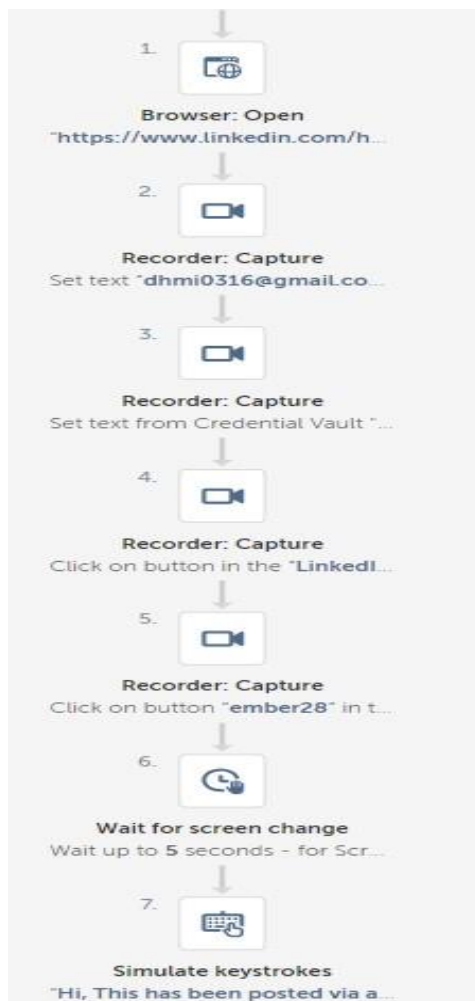 1.
Browser: Open
"https://www.linkedin.com/h...
2.
Recorder: Capture
Set text "dhmi0316@gmail.co...
3.
Recorder: Capture
Set text from Credential Vault "...
4.
Recorder: Capture
Click on button in the "LinkedI...
5.
Recorder: Capture
Click on button "ember28" in t...
6.
Wait for screen change
Wait up to 5 seconds - for Scr...
7.
Simulate keystrokes
"Hi, This has been posted via a...